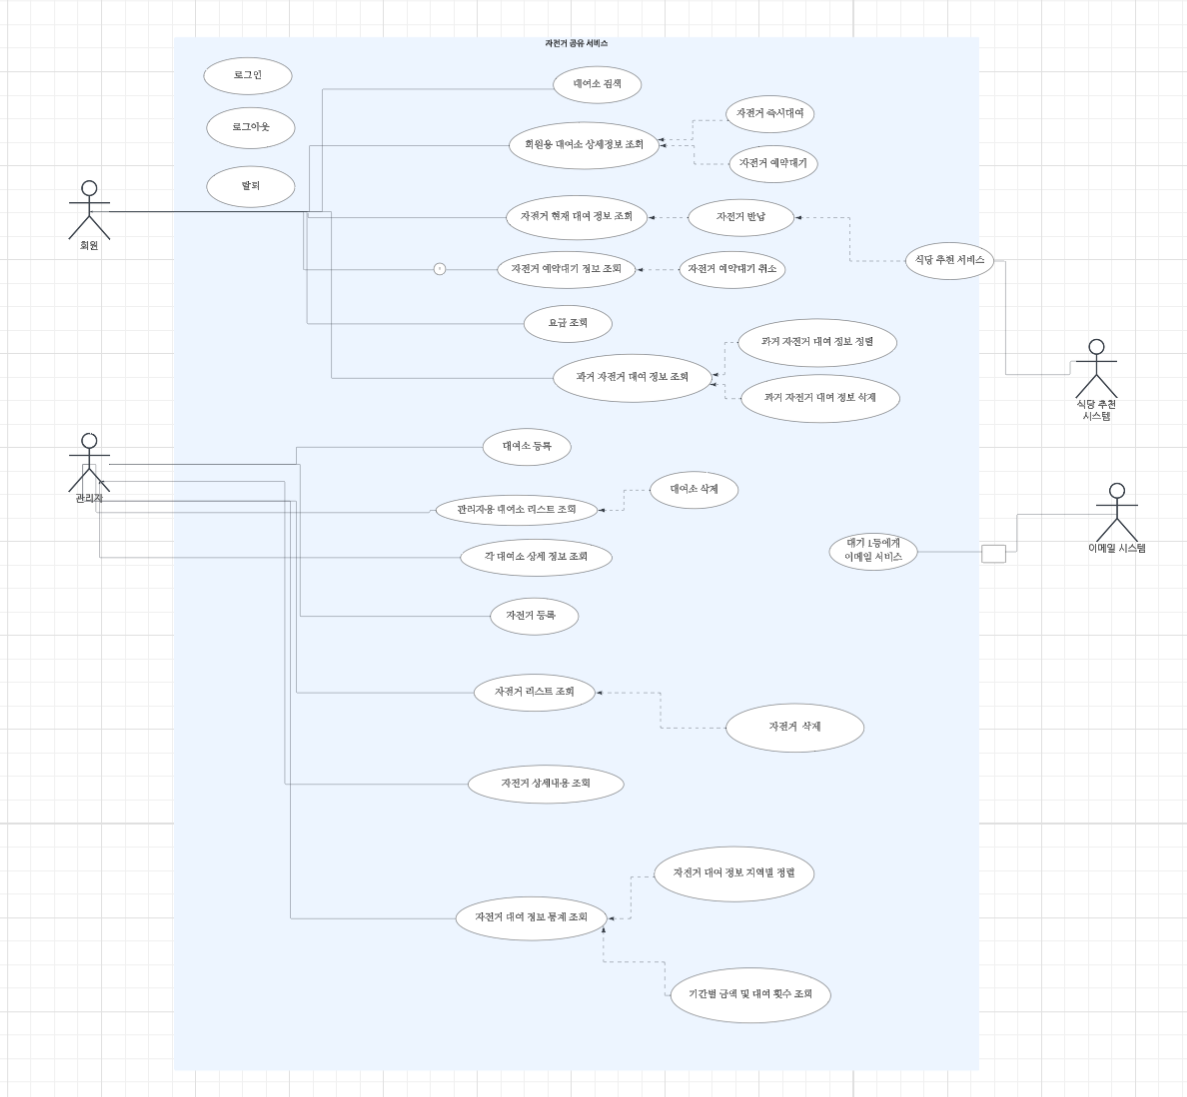 자전거 공유 서비스
로그인
로그아웃
탈퇴
회원
대여소 검색
회원용 대여소 상세정보 조회
자전거 즉시대여
자전거 예약대기
자전거 현재 대여 정보 조회
자전거 반납
자전거 예약대기 정보 조회
자전거 예약대기 취소
식당 추천 서비스
요금 조회
과거 자전거 대여 정보 조회
과거 자전거 대여 정보 정렬
과거 자전거 대여 정보 삭제
식당 추천
시스템
관리자
대여소 등록
관리자용 대여소 리스트 조회
대여소 삭제
각 대여소 상세 정보 조회
대기 1등에게
이메일 서비스
이메일 시스템
자전거 등록
자전거 리스트 조회
자전거 삭제
자전거 상세내용 조회
자전거 대여 정보 지역별 정렬
자전거 대여 정보 통계 조회
기간별 금액 및 대여 횟수 조회